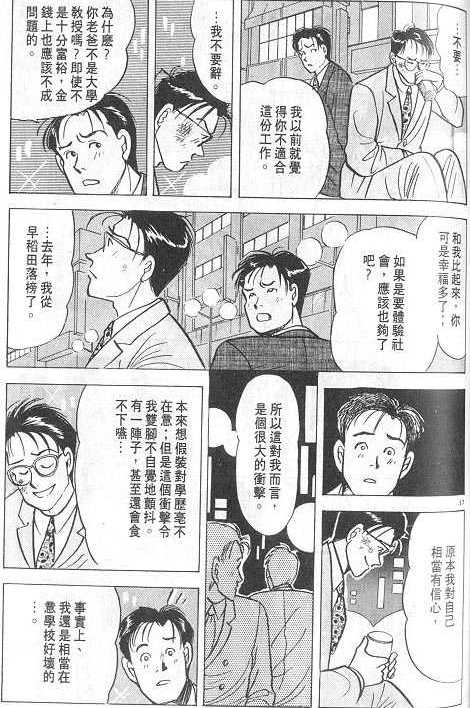 …不要…
我以前就覺
得你不適合
這份工作。
…我不要辭。
為什麼?
你老爸不是大學
教授嗎?即使不
是十分富裕,金
錢上也應該不成
問題的。
和我比起來,你
可是幸福多了…
如果是要體驗社
會,應該也夠了
吧?
…去年,我從
早稻田落榜了。
原本我對自己
相當有信心,
所以這對我而言,
是個很大的衝擊。
本來想假裝對學歷毫不
在意;但是這個衝擊令
我雙腳不自覺地顫抖。
有一陣子,甚至還會食
不下嚥…
事實上、
我還是相當在
意學校好壞的
…。